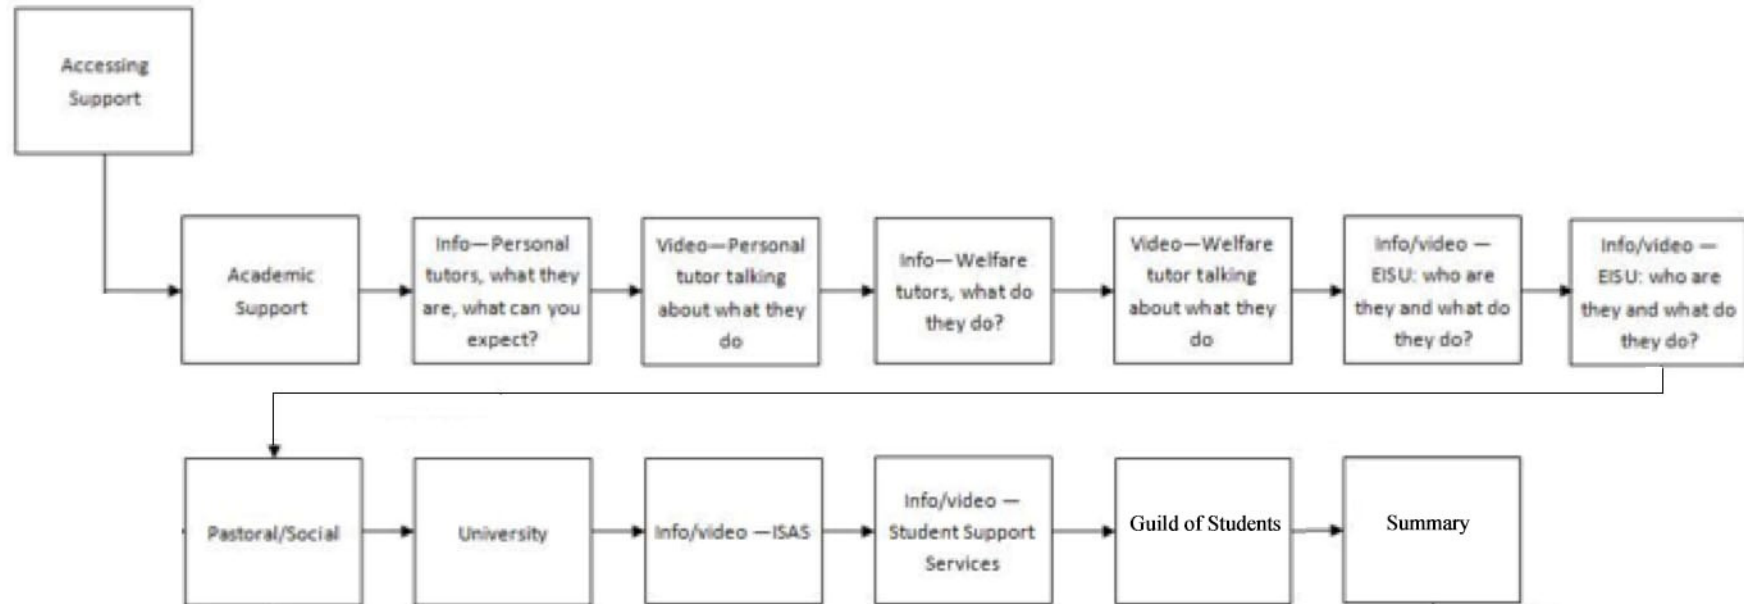 Accessing
Support
Academic
Support
Info—Personal
tutors, what they
are, what can you
expect?
Video—Personal
tutor talking
about what they
do
Info—Welfare
tutors, what do
they do?
Video—Welfare
tutor talking
about what they
do
Info/video —
EISU: who are
they and what do
they do?
Info/video —
EISU: who are
they and what do
they do?
Pastoral/Social
University
Info/video —ISAS
Info/video —
Student Support
Services
Guild of Students
Summary